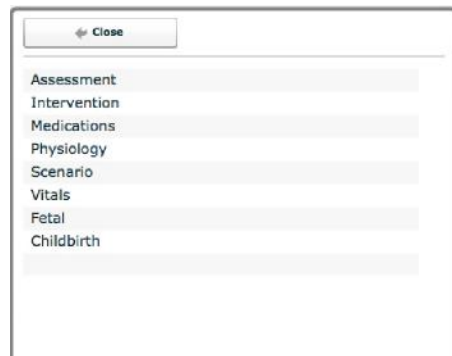 Close
Assessment
Intervention
Medications
Physiology
Scenario
Vitals
Fetal
Childbirth